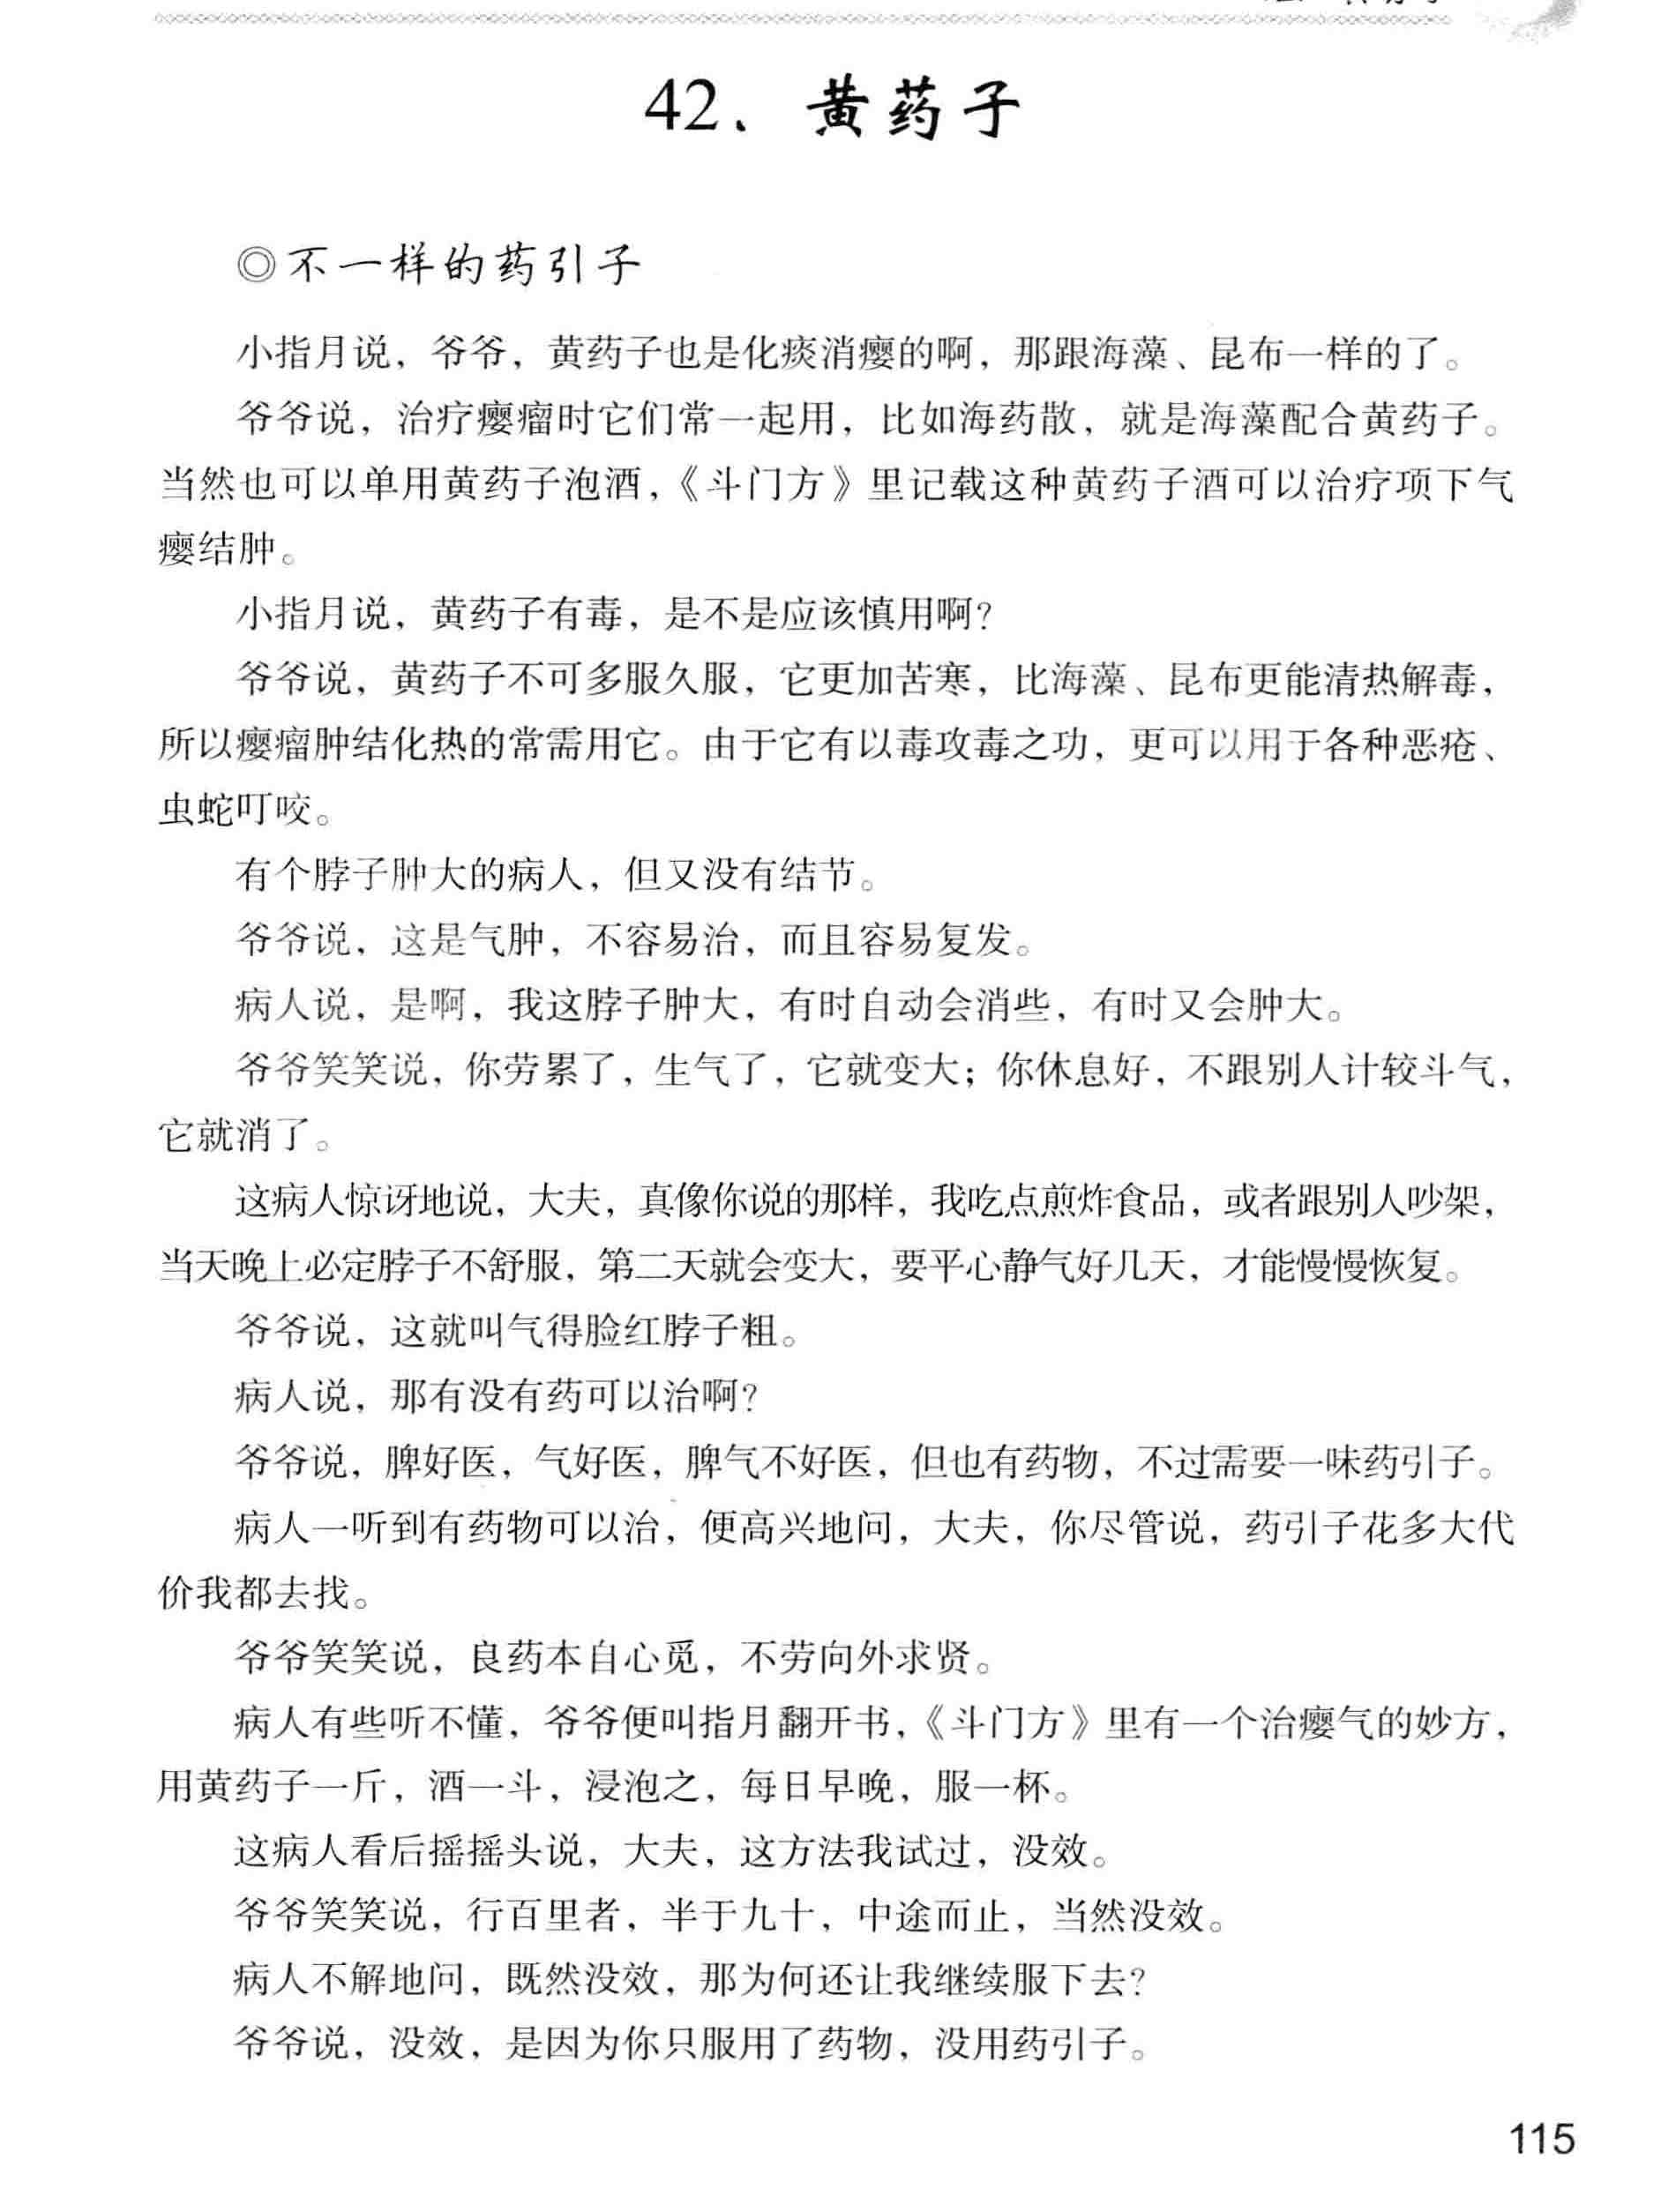 42、黄药子
◎不一样的药引子
小指月说，爷爷，黄药子也是化痰消瘿的啊，那跟海藻、昆布一样的了。
爷爷说，治疗瘿瘤时它们常一起用，比如海药散，就是海藻配合黄药子。
当然也可以单用黄药子泡酒，《斗门方》里记载这种黄药子酒可以治疗项下气
瘿结肿。
小指月说，黄药子有毒，是不是应该慎用啊？
爷爷说，黄药子不可多服久服，它更加苦寒，比海藻、昆布更能清热解毒，
所以瘿瘤肿结化热的常需用它。由于它有以毒攻毒之功，更可以用于各种恶疮、
虫蛇叮咬。
有个脖子肿大的病人，但又没有结节。
爷爷说，这是气肿，不容易治，而且容易复发。
病人说，是啊，我这脖子肿大，有时自动会消些，有时又会肿大。
爷爷笑笑说，你劳累了，生气了，它就变大；你休息好，不跟别人计较斗气，
它就消了。
这病人惊讶地说，大夫，真像你说的那样，我吃点煎炸食品，或者跟别人吵架，
当天晚上必定脖子不舒服，第二天就会变大，要平心静气好几天，才能慢慢恢复。
爷爷说，这就叫气得脸红脖子粗。
病人说，那有没有药可以治啊？
爷爷说，脾好医，气好医，脾气不好医，但也有药物，不过需要一味药引子。
病人一听到有药物可以治，便高兴地问，大夫，你尽管说，药引子花多大代
价我都去找。
爷爷笑笑说，良药本自心觅，不劳向外求贤。
病人有些听不懂，爷爷便叫指月翻开书，《斗门方》里有一个治瘿气的妙方，
用黄药子一斤，酒一斗，浸泡之，每日早晚，服一杯。
这病人看后摇摇头说，大夫，这方法我试过，没效。
爷爷笑笑说，行百里者，半于九十，中途而止，当然没效。
病人不解地问，既然没效，那为何还让我继续服下去？
爷爷说，没效，是因为你只服用了药物，没用药引子。
115